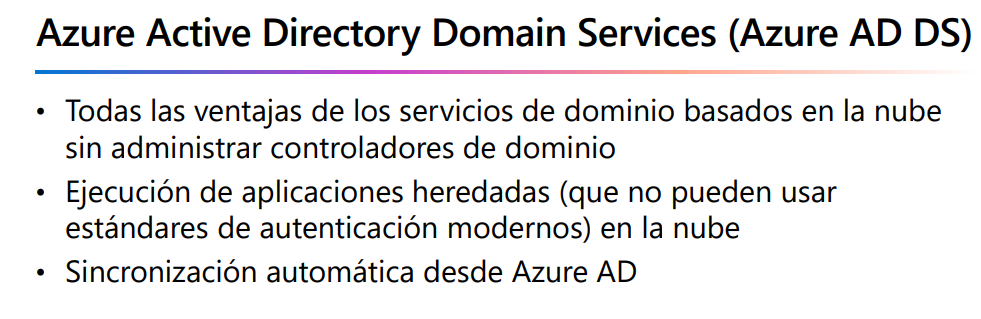 Azure Active Directory Domain Services (Azure AD DS)
• Todas las ventajas de los servicios de dominio basados en la nube
sin administrar controladores de dominio
• Ejecución de aplicaciones heredadas (que no pueden usar
estándares de autenticación modernos) en la nube
• Sincronización automática desde Azure AD